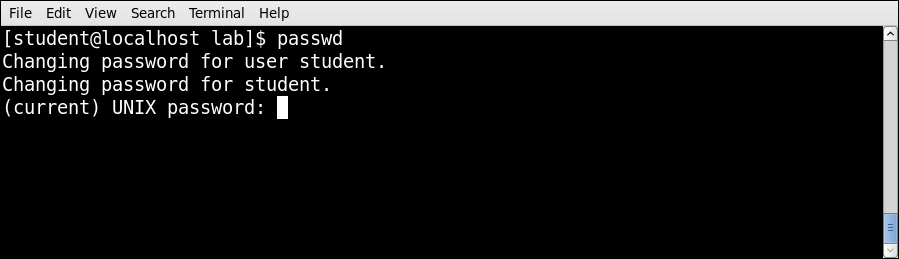 File Edit View Search Terminal Help
[student@localhost lab]$ passwd
Changing password for user student.
Changing password for student.
(current) UNIX password: